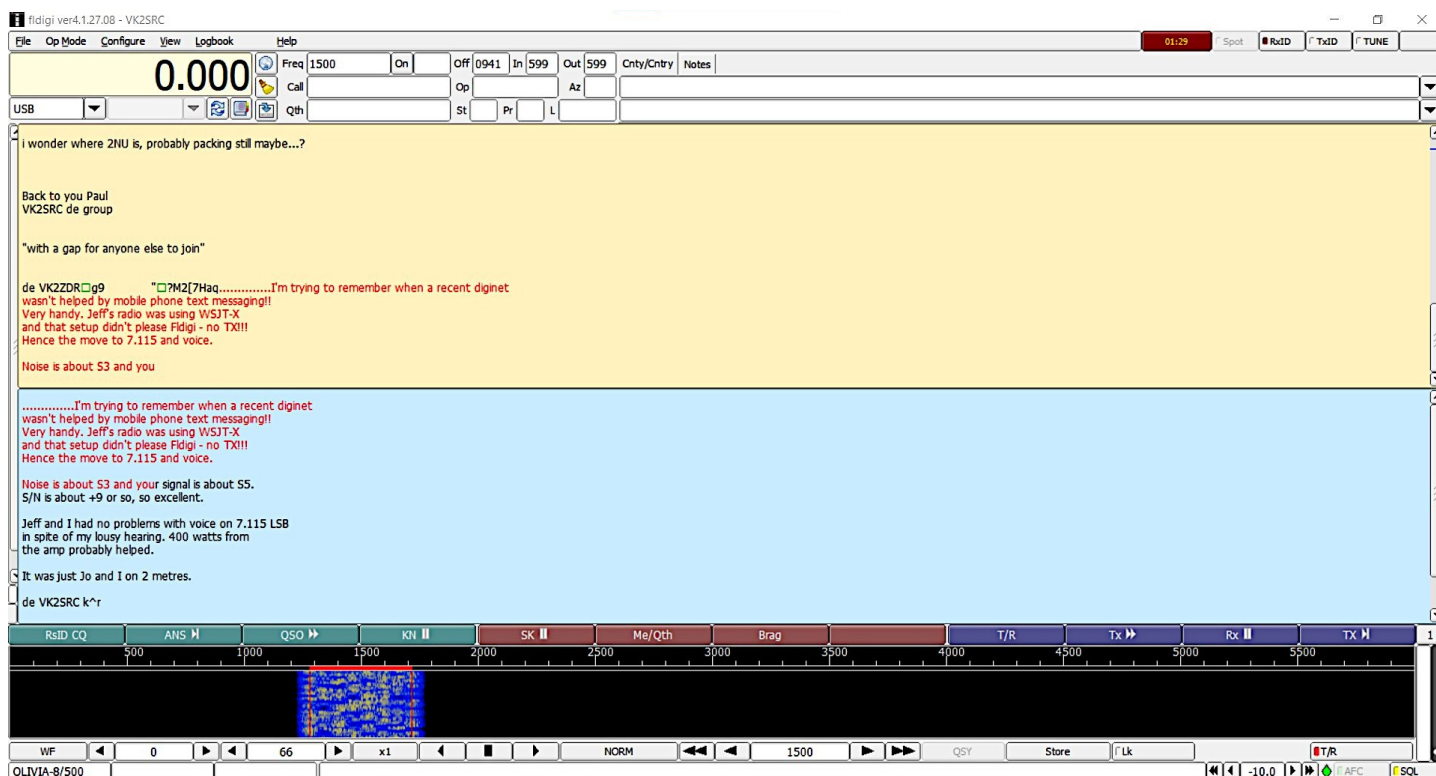 fldigi ver4.1.27.08 - VK2SRC
File Op Mode Configure View Logbook Help 01:29 Spot RxID TxID TUNE
0.000 Freq 1500 On Off 0941 In 599 Out 599 Cnty/Cntry Notes
Call Op Az
USB Qth St Pr L
i wonder where 2NU is, probably packing still maybe...?
Back to you Paul
VK2SRC de group
"with a gap for anyone else to join"
de VK2ZDR□g9 "□?M2[7Haq..............I'm trying to remember when a recent diginet
wasn't helped by mobile phone text messaging!!
Very handy. Jeff's radio was using WSJT-X
and that setup didn't please Fldigi - no TX!!!
Hence the move to 7.115 and voice.
Noise is about S3 and you
..............I'm trying to remember when a recent diginet
wasn't helped by mobile phone text messaging!!
Very handy. Jeff's radio was using WSJT-X
and that setup didn't please Fldigi - no TX!!!
Hence the move to 7.115 and voice.
Noise is about S3 and your signal is about S5.
S/N is about +9 or so, so excellent.
Jeff and I had no problems with voice on 7.115 LSB
in spite of my lousy hearing. 400 watts from
the amp probably helped.
It was just Jo and I on 2 metres.
de VK2SRC k^r
RsID CQ ANS QSO KN SK Me/Qth Brag T/R Tx Rx TX 1
500 1000 1500 2000 2500 3000 3500 4000 4500 5000 5500
WF 0 66 x1 NORM 1500 QSY Store Lk T/R
OLIVIA-8/500 -10.0 AFC SQL